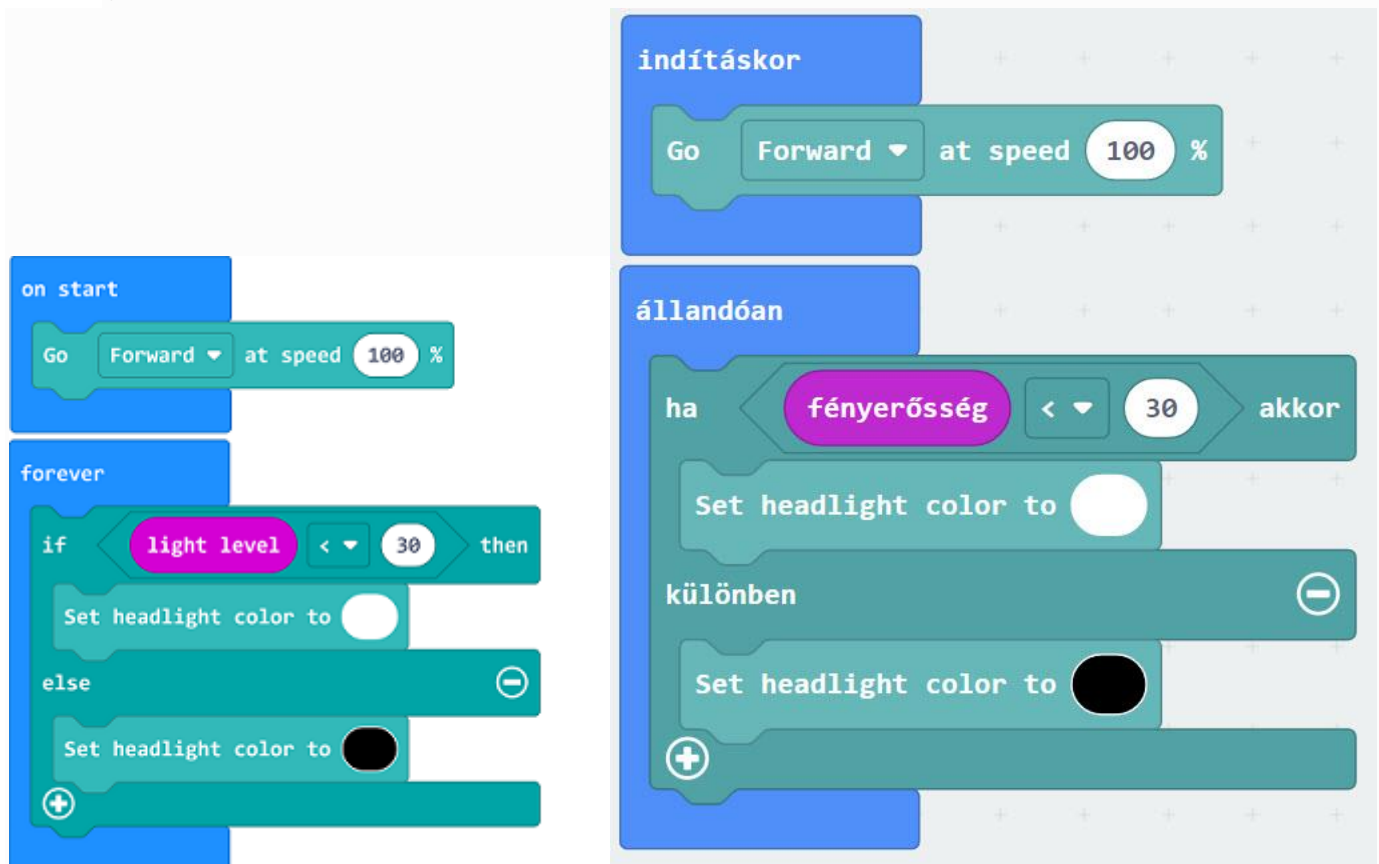 on start
Go Forward at speed 100 %
forever
if light level < 30 then
Set headlight color to
else
Set headlight color to
indításkor
Go Forward at speed 100 %
állandóan
ha fényerősség < 30 akkor
Set headlight color to
különben
Set headlight color to